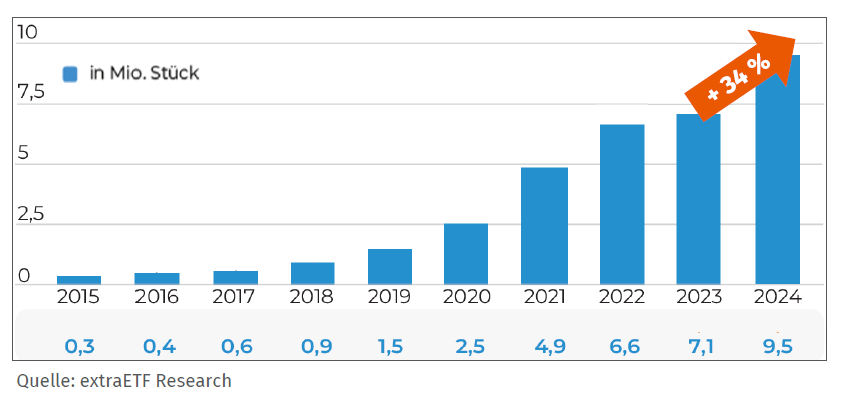 10
in Mio. Stück
+ 34 %
7,5
5
2,5
0
2015 2016 2017 2018 2019 2020 2021 2022 2023 2024
0,3 0,4 0,6 0,9 1,5 2,5 4,9 6,6 7,1 9,5
Quelle: extraETF Research